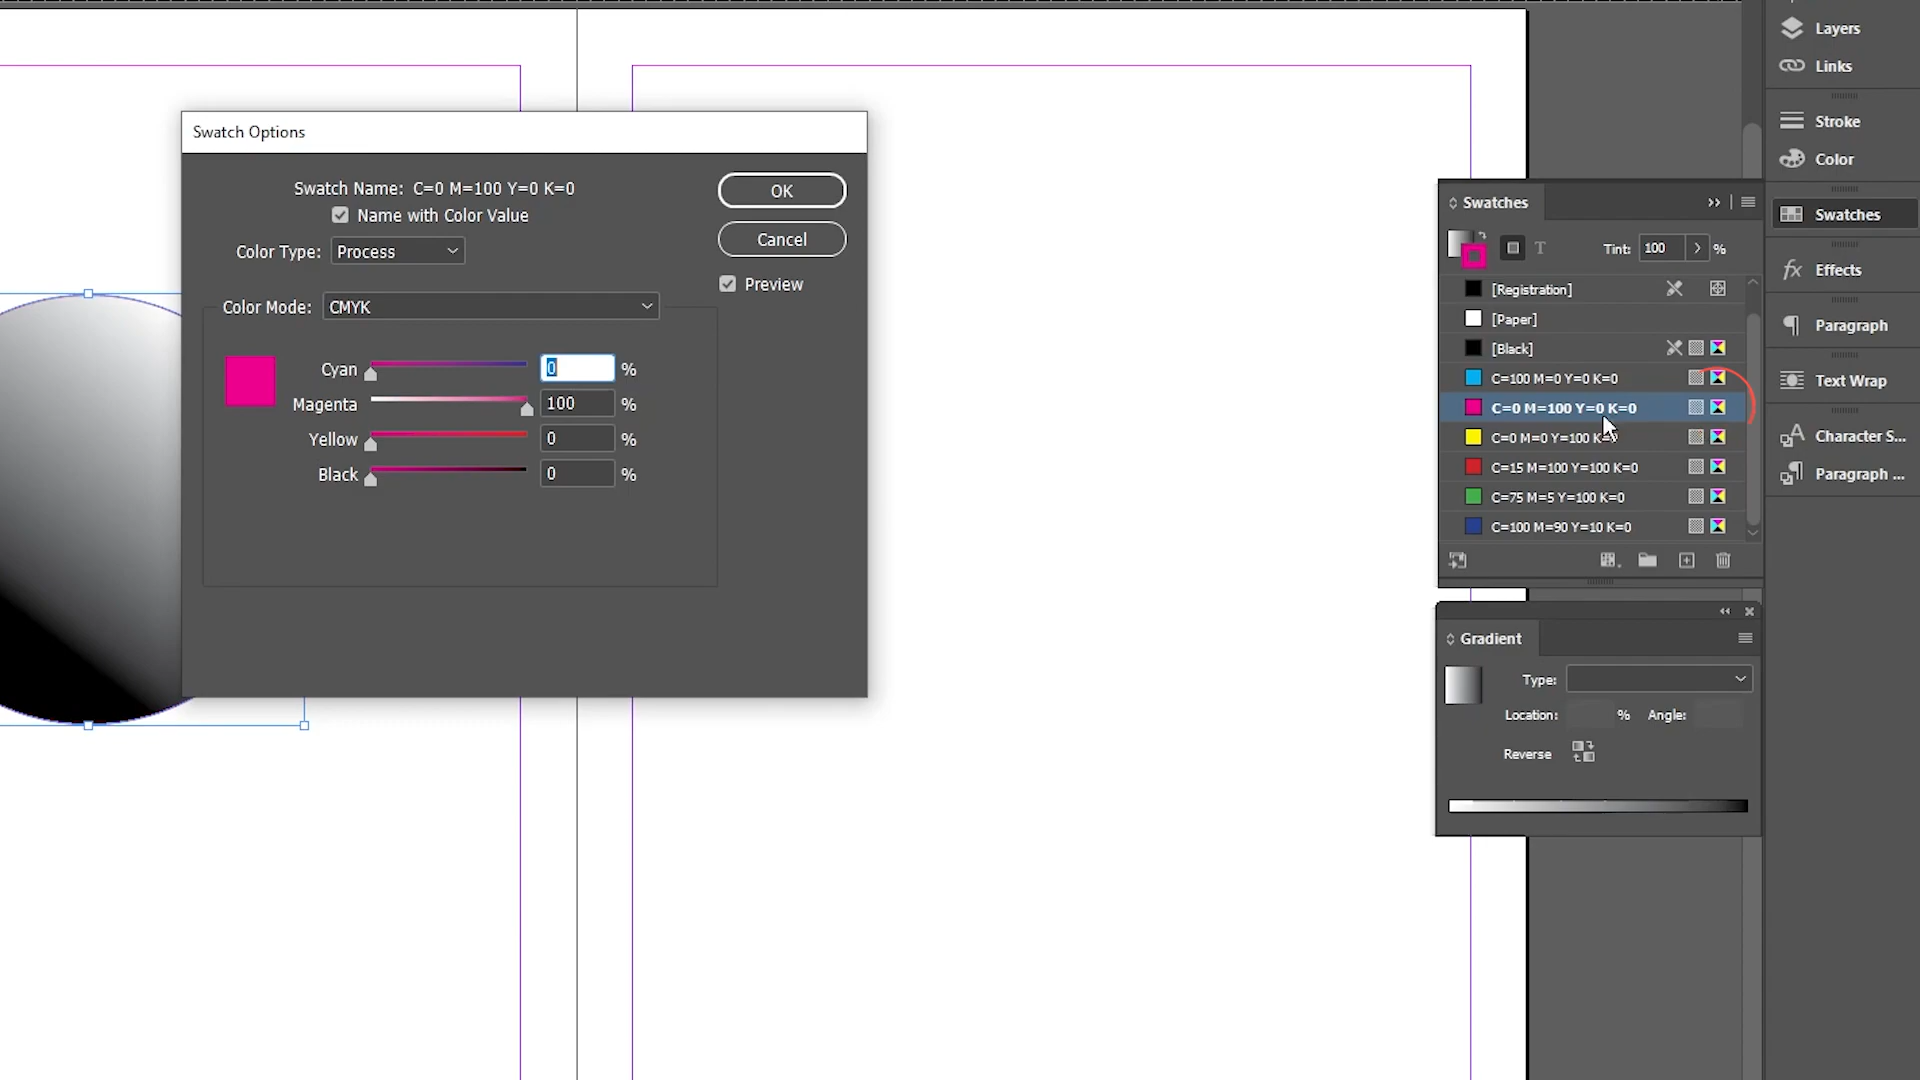 Swatch Options
Swatch Name: C=0 M=100 Y=0 K=0
Name with Color Value
Color Type: Process
Color Mode: CMYK
Cyan 0 %
Magenta 100 %
Yellow 0 %
Black 0 %
OK
Cancel
Preview
Swatches
T Tint: 100 > %
[Registration]
[Paper]
[Black]
C=100 M=0 Y=0 K=0
C=0 M=100 Y=0 K=0
C=0 M=0 Y=100 K=0
C=15 M=100 Y=100 K=0
C=75 M=5 Y=100 K=0
C=100 M=90 Y=10 K=0
Gradient
Type:
Location: % Angle:
Reverse
Layers
Links
Stroke
Color
Swatches
fx Effects
Paragraph
Text Wrap
Character S...
Paragraph ...